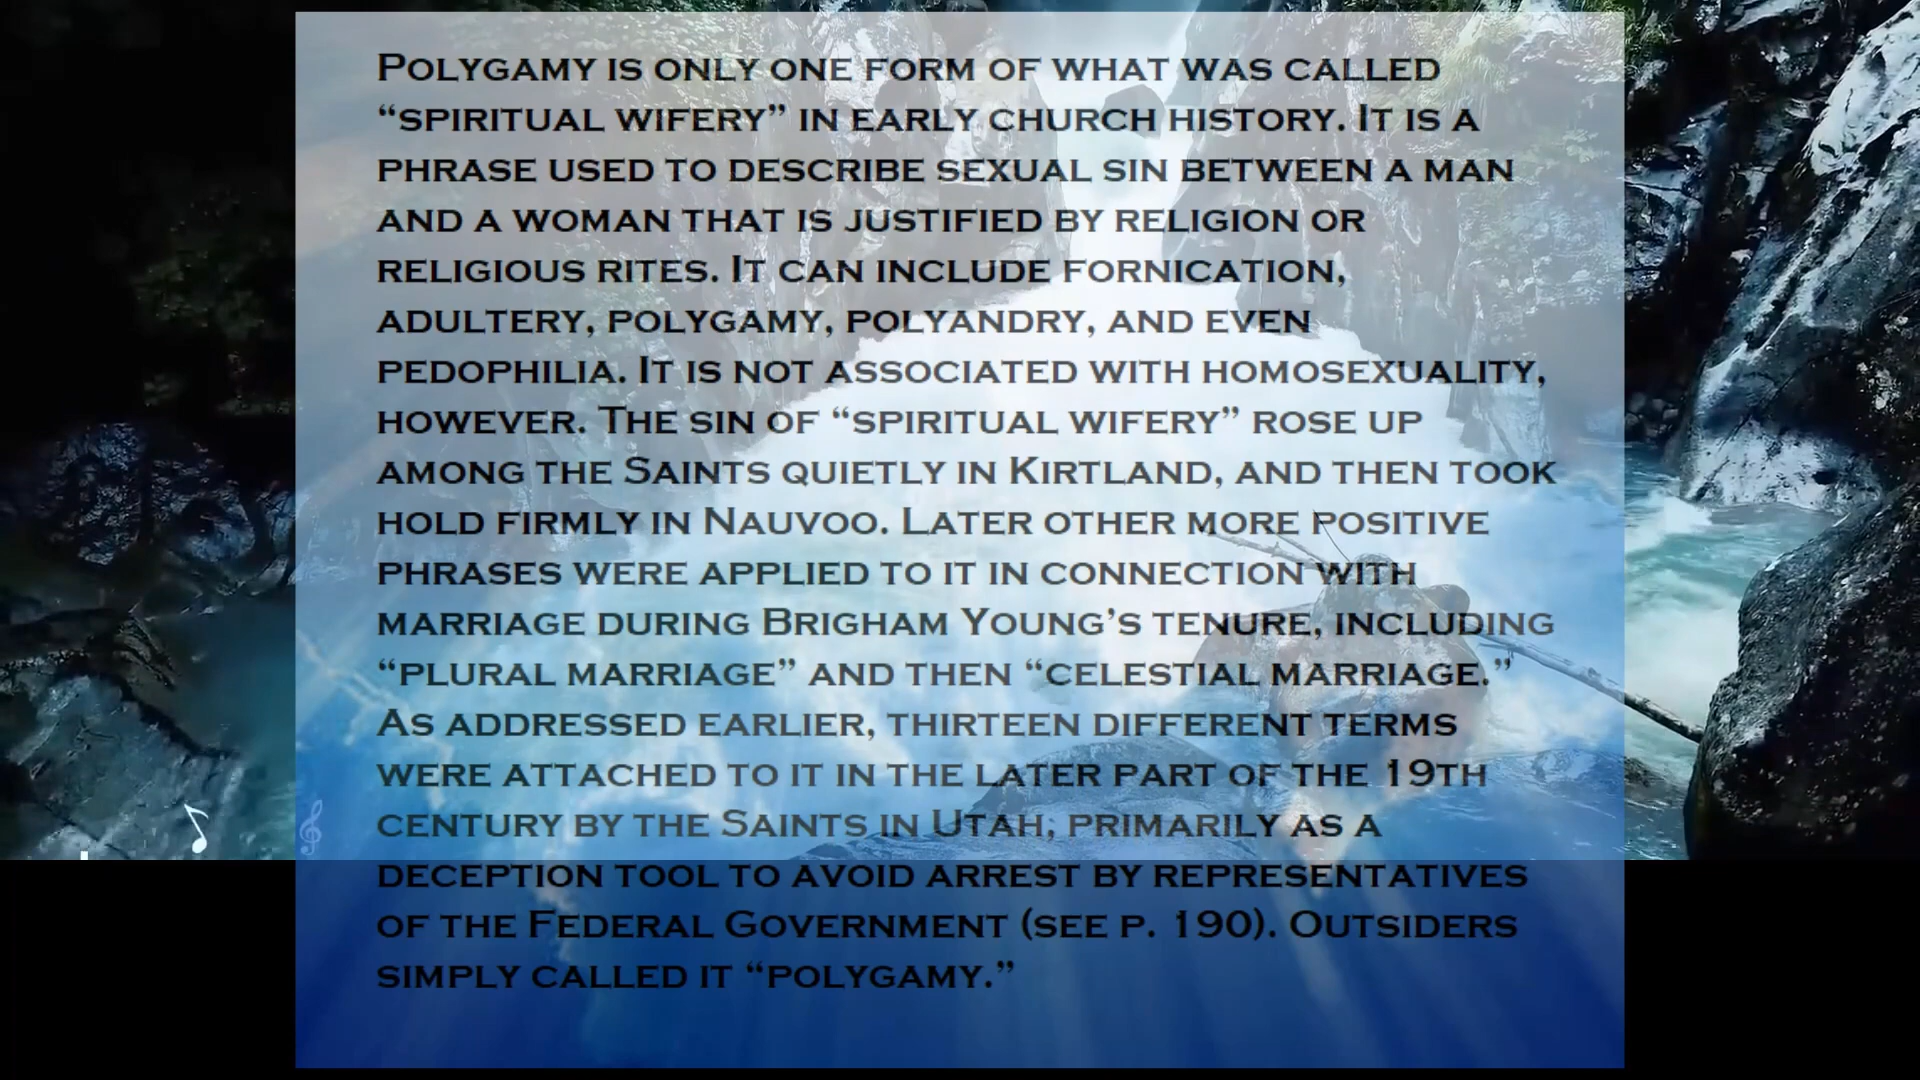 Polygamy is only one form of what was called
“spiritual wifery” in early church history. It is a
phrase used to describe sexual sin between a man
and a woman that is justified by religion or
religious rites. It can include fornication,
adultery, polygamy, polyandry, and even
pedophilia. It is not associated with homosexuality,
however. The sin of “spiritual wifery” rose up
among the Saints quietly in Kirtland, and then took
hold firmly in Nauvoo. Later other more positive
phrases were applied to it in connection with
marriage during Brigham Young’s tenure, including
“plural marriage” and then “celestial marriage.”
As addressed earlier, thirteen different terms
were attached to it in the later part of the 19th
century by the Saints in Utah; primarily as a
deception tool to avoid arrest by representatives
of the Federal Government (see p. 190). Outsiders
simply called it “polygamy.”